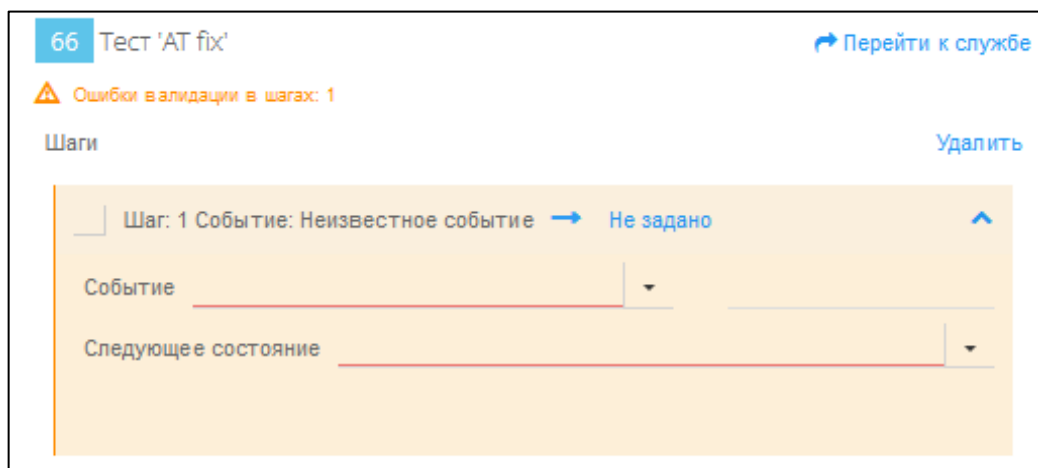 66 Тест 'AT fix' Перейти к службе
Ошибки валидации в шагах: 1
Шаги Удалить
Шаг: 1 Событие: Неизвестное событие → Не задано
Событие
Следующее состояние